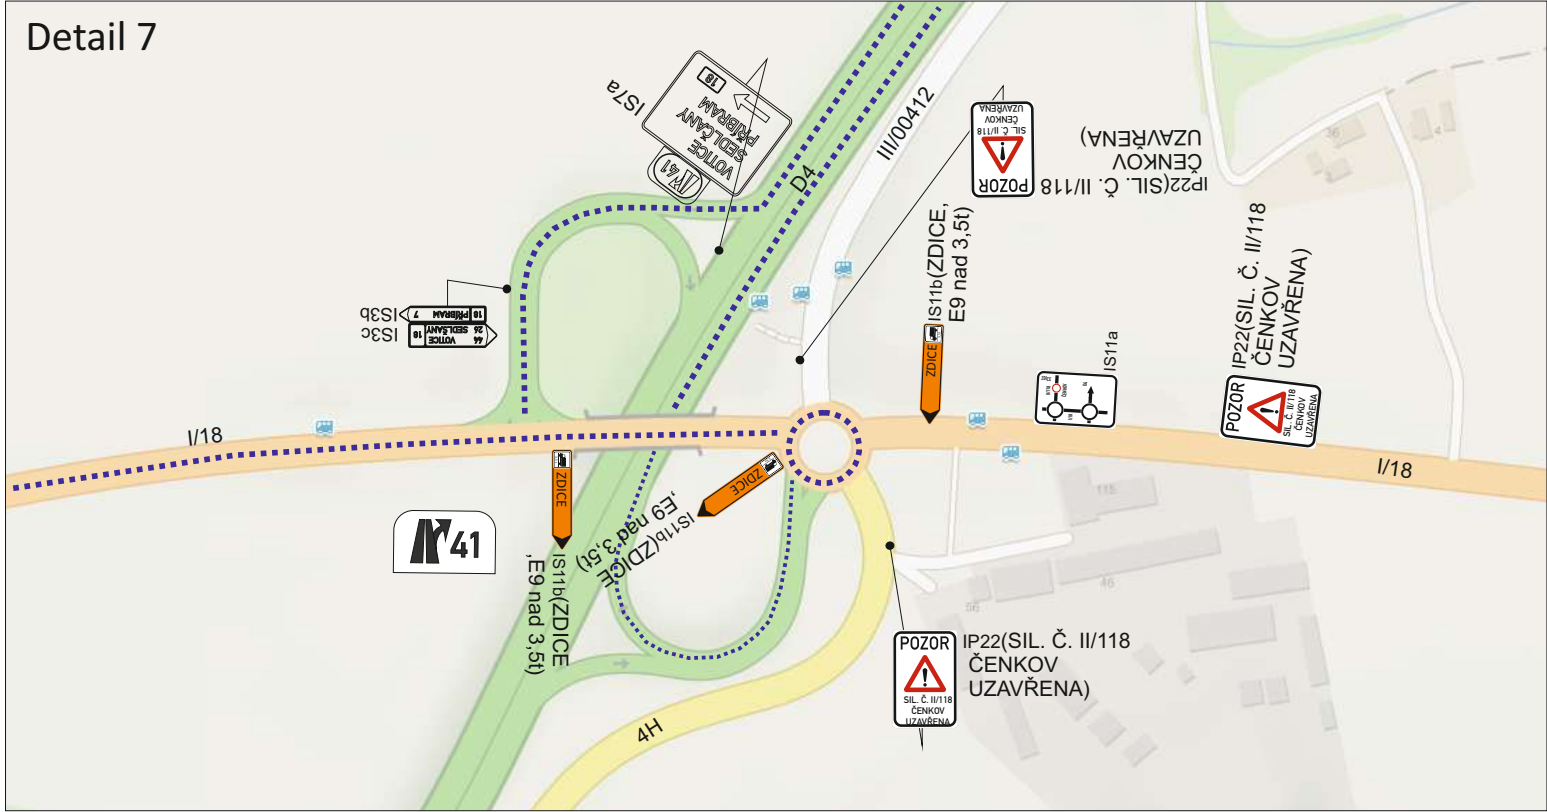 Detail 7
IS7a
VOTICE
SEDLČANY
PŘÍBRAM
18
41
D4
III/00412
POZOR
SIL. Č. II/118
ČENKOV
UZAVŘENA
IP22(SIL. Č. II/118
ČENKOV
UZAVŘENA)
36
4
3
IS3b
18 PŘÍBRAM 7
IS3c
44 VOTICE
26 SEDLČANY
18
IS11b(ZDICE,
E9 nad 3,5t)
ZDICE
IS11a
IP22(SIL. Č. II/118
ČENKOV
UZAVŘENA)
POZOR
SIL. Č. II/118
ČENKOV
UZAVŘENA
I/18
I/18
ZDICE
IS11b(ZDICE
,E9 nad 3,5t)
ZDICE
IS11b(ZDICE
,E9 nad 3,5t)
41
115
46
56
POZOR
SIL. Č. II/118
ČENKOV
UZAVŘENA
IP22(SIL. Č. II/118
ČENKOV
UZAVŘENA)
4H